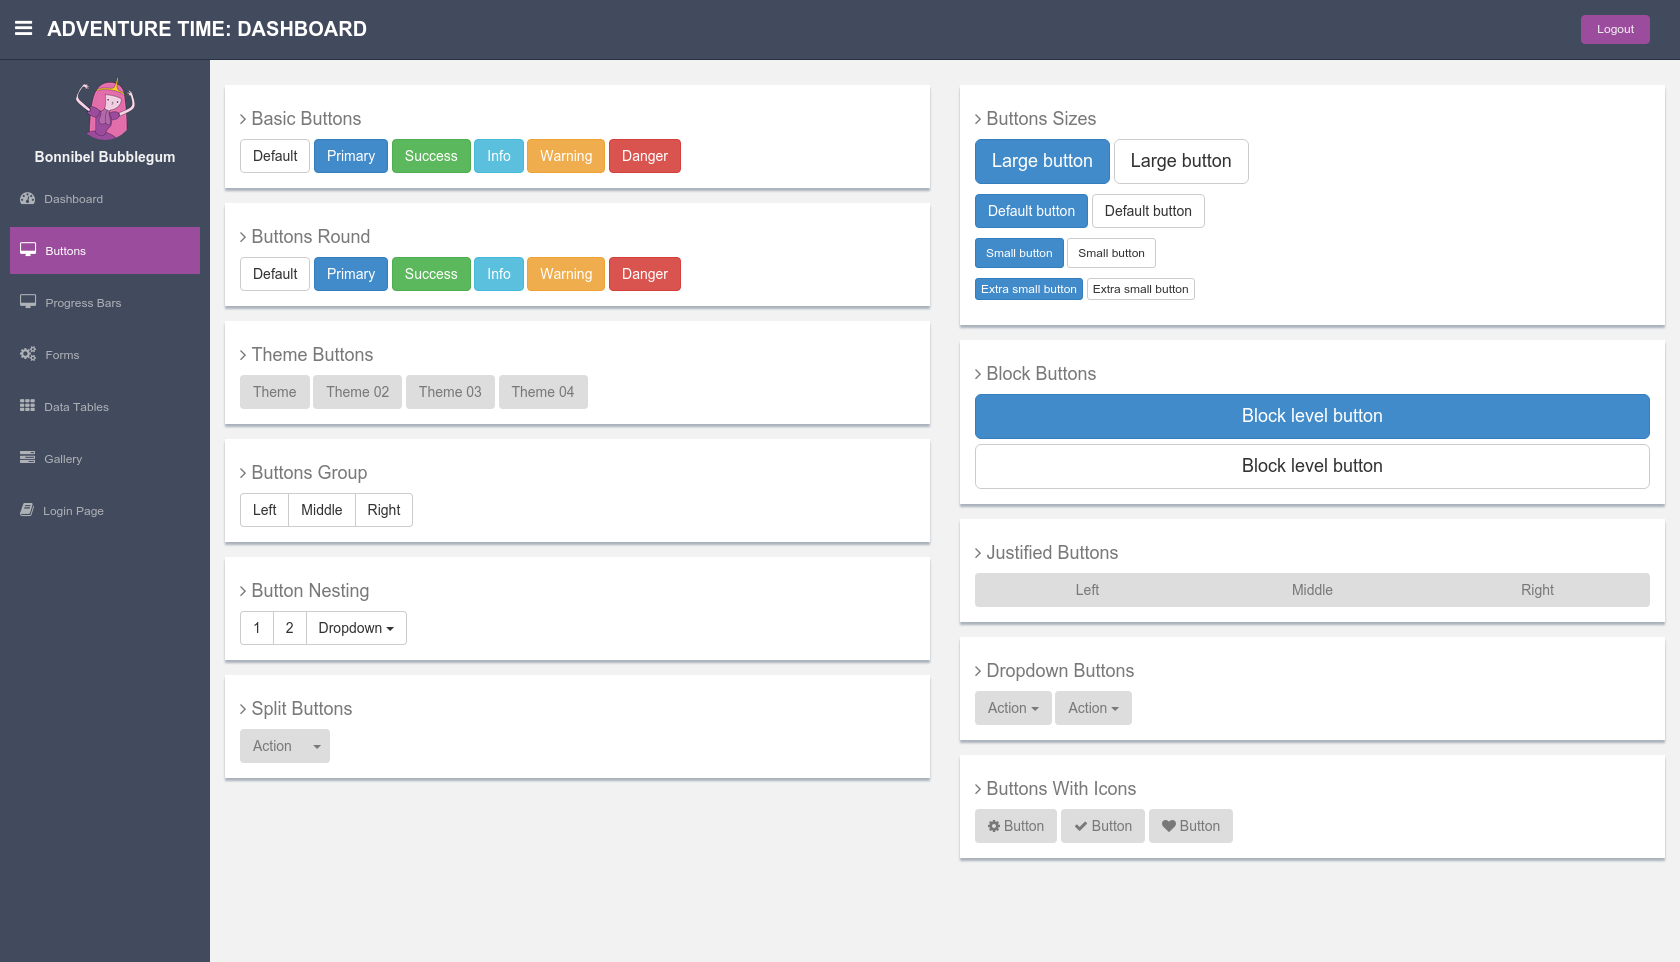 ADVENTURE TIME: DASHBOARD
Logout
Bonnibel Bubblegum
Dashboard
Buttons
Progress Bars
Forms
Data Tables
Gallery
Login Page
Basic Buttons
Default Primary Success Info Warning Danger
Buttons Round
Default Primary Success Info Warning Danger
Theme Buttons
Theme Theme 02 Theme 03 Theme 04
Buttons Group
Left Middle Right
Button Nesting
1 2 Dropdown
Split Buttons
Action
Buttons Sizes
Large button Large button
Default button Default button
Small button Small button
Extra small button Extra small button
Block Buttons
Block level button
Block level button
Justified Buttons
Left Middle Right
Dropdown Buttons
Action Action
Buttons With Icons
Button Button Button